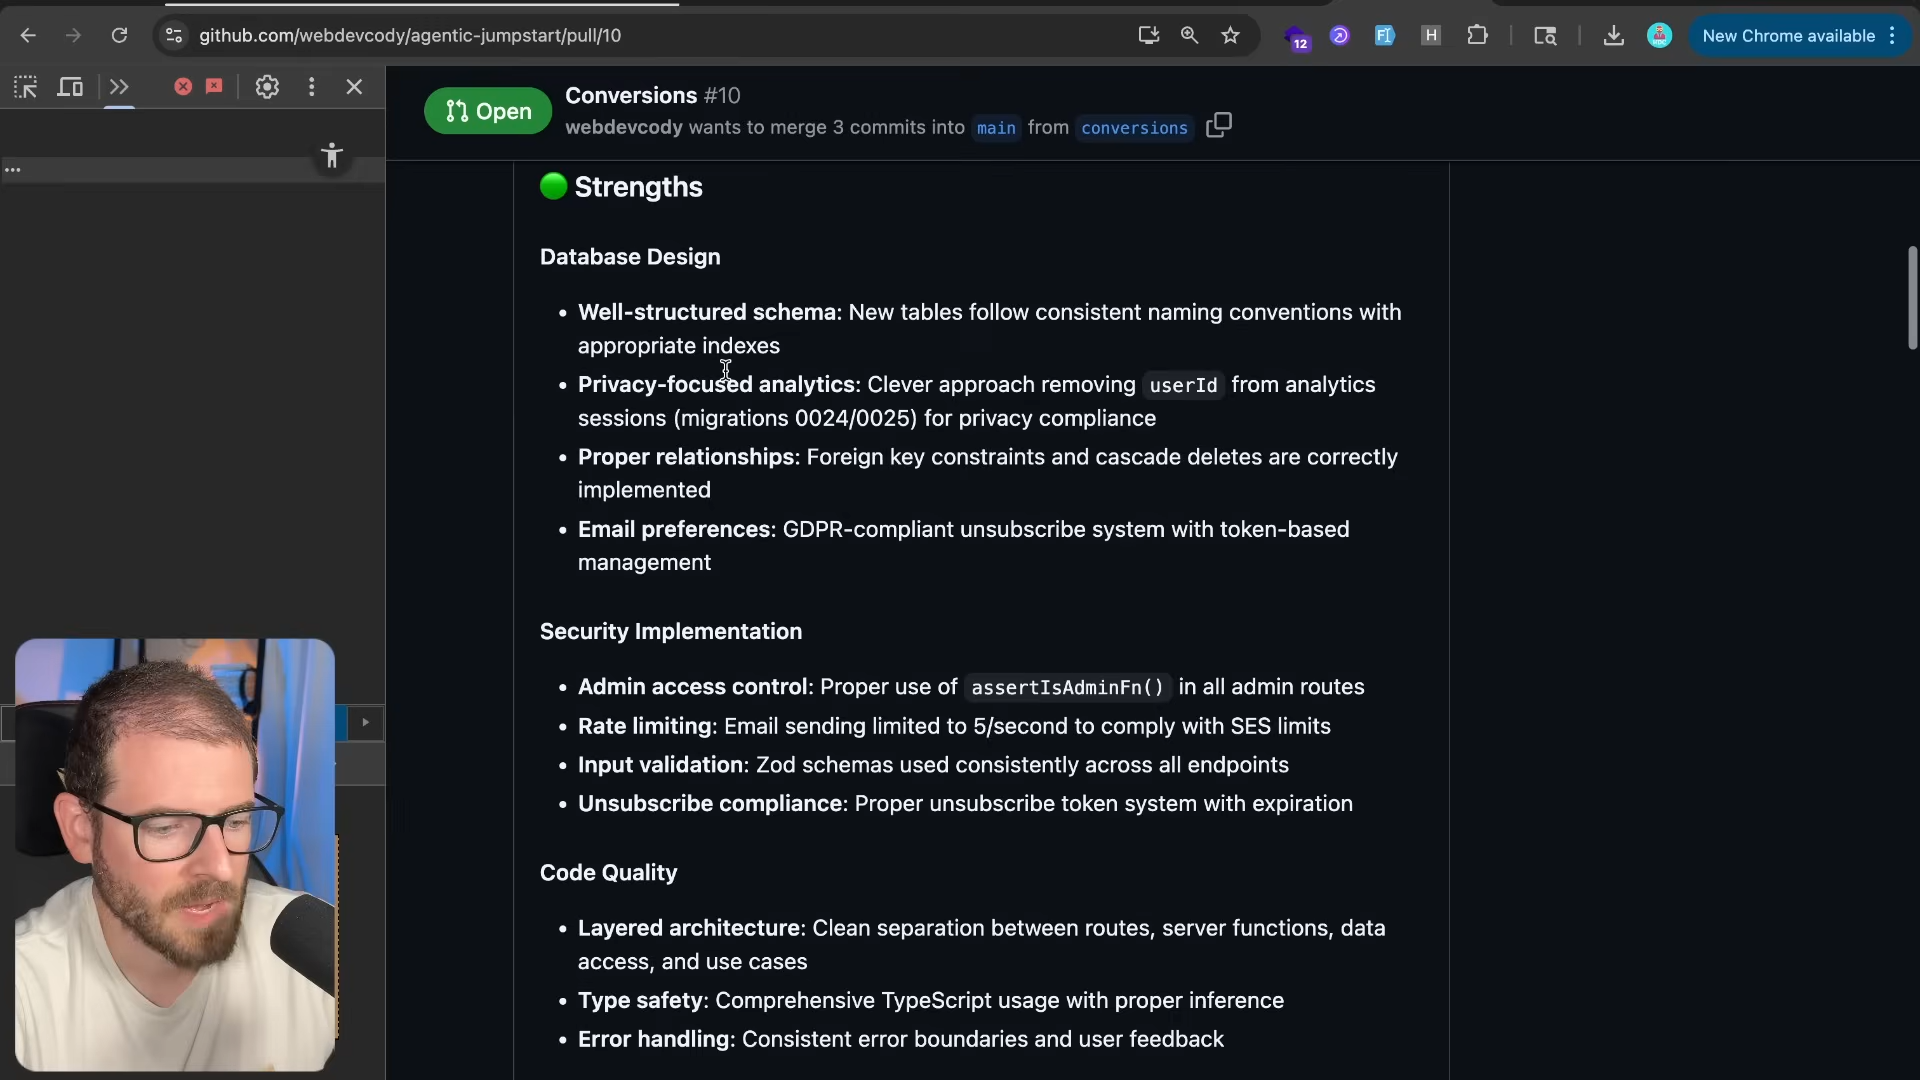 github.com/webdevcody/agentic-jumpstart/pull/10
12
H
New Chrome available
Open
Conversions #10
webdevcody wants to merge 3 commits into main from conversions
Strengths
Database Design
• Well-structured schema: New tables follow consistent naming conventions with
appropriate indexes
• Privacy-focused analytics: Clever approach removing userId from analytics
sessions (migrations 0024/0025) for privacy compliance
• Proper relationships: Foreign key constraints and cascade deletes are correctly
implemented
• Email preferences: GDPR-compliant unsubscribe system with token-based
management
Security Implementation
• Admin access control: Proper use of assertIsAdminFn() in all admin routes
• Rate limiting: Email sending limited to 5/second to comply with SES limits
• Input validation: Zod schemas used consistently across all endpoints
• Unsubscribe compliance: Proper unsubscribe token system with expiration
Code Quality
• Layered architecture: Clean separation between routes, server functions, data
access, and use cases
• Type safety: Comprehensive TypeScript usage with proper inference
• Error handling: Consistent error boundaries and user feedback